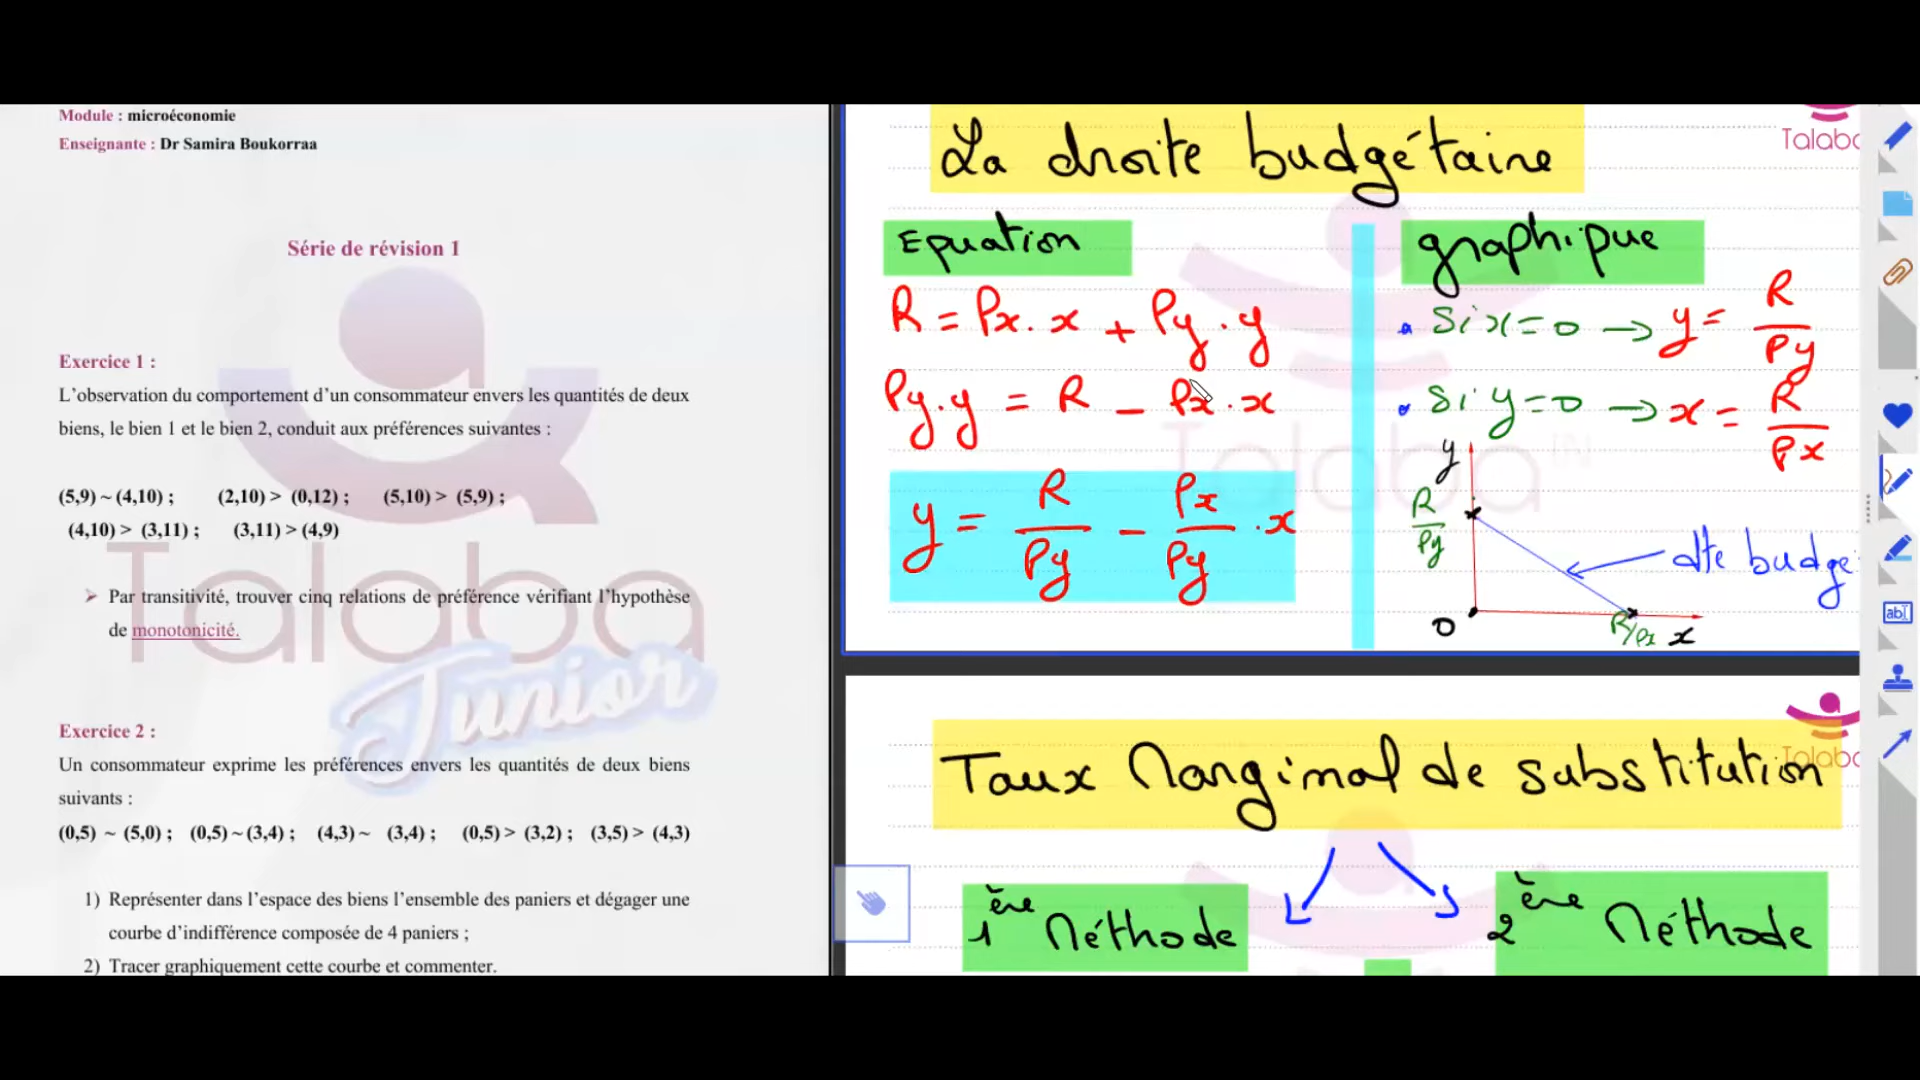 Module : microéconomie
Enseignante : Dr Samira Boukorraa
Série de révision 1
Exercice 1 :
L'observation du comportement d'un consommateur envers les quantités de deux
biens, le bien 1 et le bien 2, conduit aux préférences suivantes :
(5,9) ~ (4,10) ; (2,10) > (0,12) ; (5,10) > (5,9) ;
(4,10) > (3,11) ; (3,11) > (4,9)
➢ Par transitivité, trouver cinq relations de préférence vérifiant l'hypothèse
de monotonicité.
Talaba
Junior
Exercice 2 :
Un consommateur exprime les préférences envers les quantités de deux biens
suivants :
(0,5) ~ (5,0) ; (0,5) ~ (3,4) ; (4,3) ~ (3,4) ; (0,5) > (3,2) ; (3,5) > (4,3)
1) Représenter dans l'espace des biens l'ensemble des paniers et dégager une
courbe d'indifférence composée de 4 paniers ;
2) Tracer graphiquement cette courbe et commenter.
La droite budgétaire
Talaba
Equation
R = Px . x + Py . y
Py . y = R - Px . x
y = R/Py - Px/Py . x
graphique
Si x = 0 → y = R/Py
Si y = 0 → x = R/Px
y
R/Py
dte budgé
0
R/Px x
Talaba
Taux Marginal de substitution
Talaba
1ère Méthode
2ère Méthode